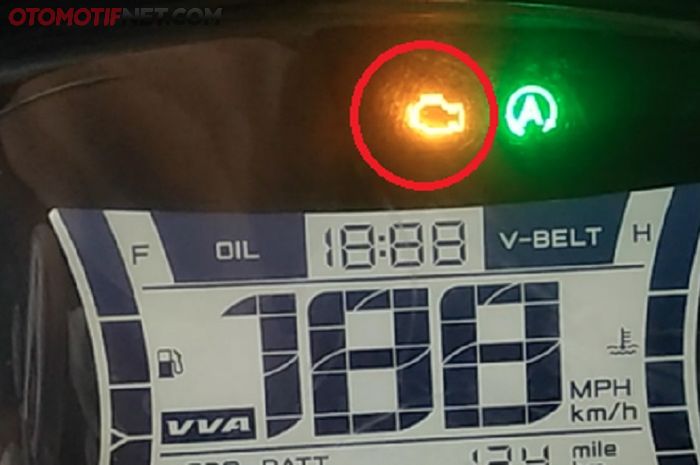 OTOMOTIFNET.COM
A
F OIL 18:88 V-BELT H
188
MPH
km/h
VVA
BATT
mile